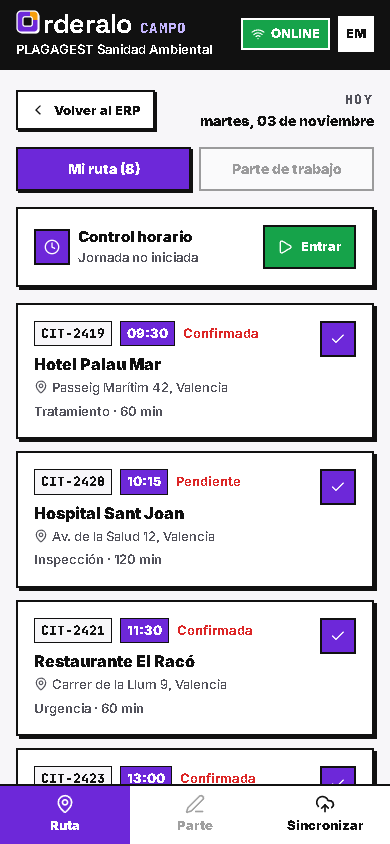 Orderalo CAMPO
PLAGAGEST Sanidad Ambiental
ONLINE
EM
Volver al ERP
HOY
martes, 03 de noviembre
Mi ruta (8)
Parte de trabajo
Control horario
Jornada no iniciada
Entrar
CIT-2419 09:30 Confirmada
Hotel Palau Mar
Passeig Marítim 42, Valencia
Tratamiento · 60 min
CIT-2420 10:15 Pendiente
Hospital Sant Joan
Av. de la Salud 12, Valencia
Inspección · 120 min
CIT-2421 11:30 Confirmada
Restaurante El Racó
Carrer de la Llum 9, Valencia
Urgencia · 60 min
CIT-2423 13:00 Confirmada
Ruta
Parte
Sincronizar